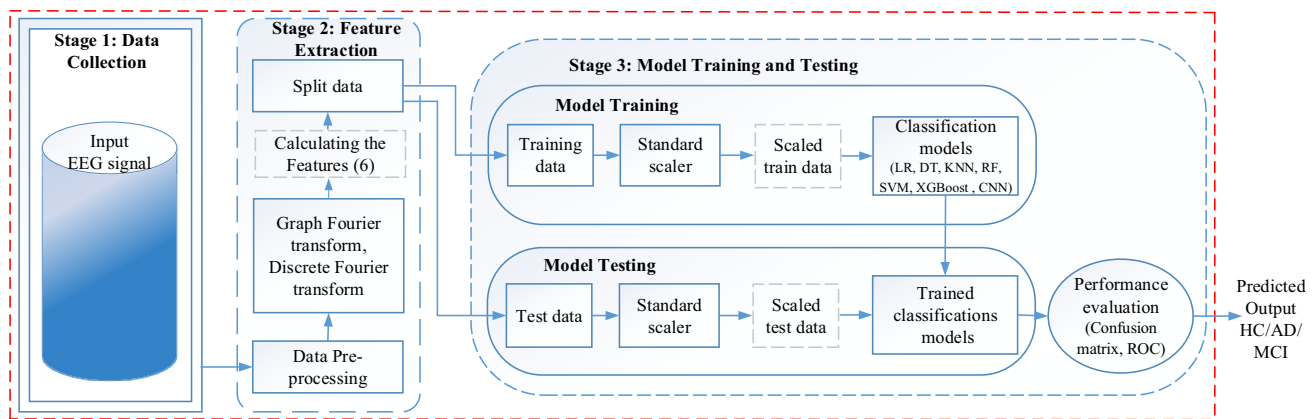 Stage 1: Data
Collection
Input
EEG signal
Stage 2: Feature
Extraction
Split data
Calculating the
Features (6)
Graph Fourier
transform,
Discrete Fourier
transform
Data Pre-
processing
Stage 3: Model Training and Testing
Model Training
Training
data
Standard
scaler
Scaled
train data
Classification
models
(LR, DT, KNN, RF,
SVM, XGBoost , CNN)
Model Testing
Test data
Standard
scaler
Scaled
test data
Trained
classifications
models
Performance
evaluation
(Confusion
matrix, ROC)
Predicted
Output
HC/AD/
MCI